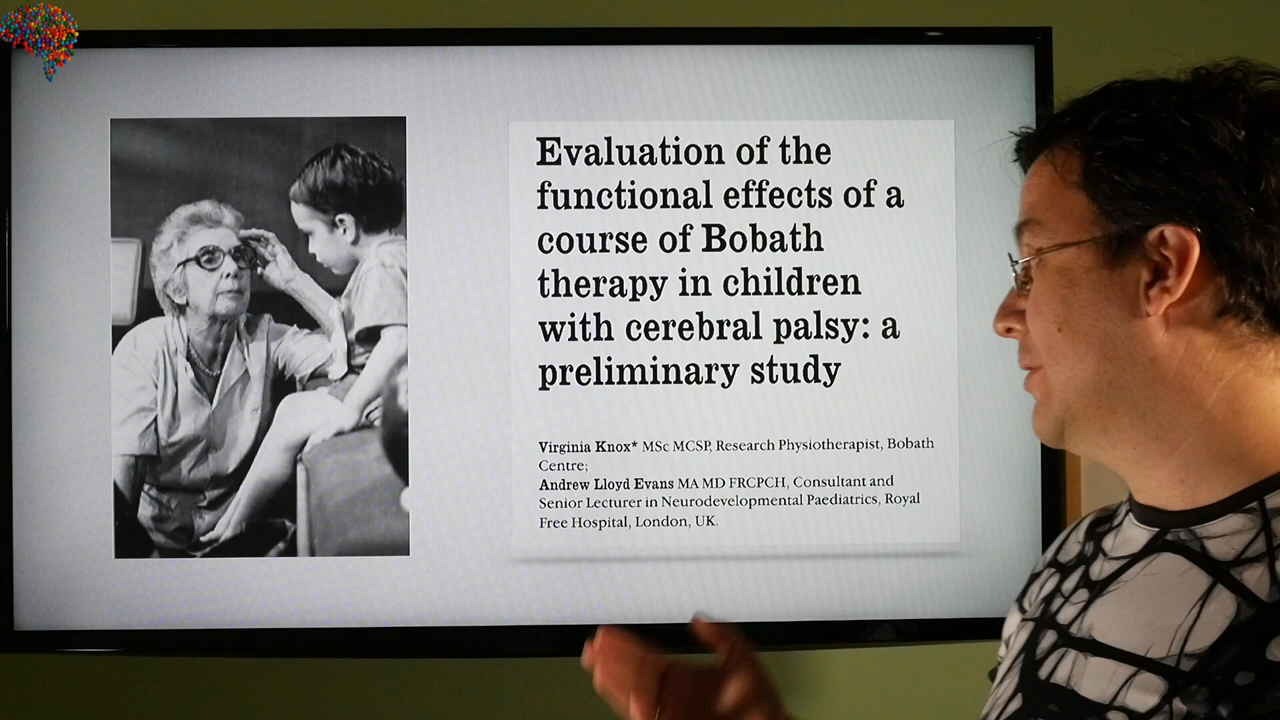 Evaluation of the
functional effects of a
course of Bobath
therapy in children
with cerebral palsy: a
preliminary study
Virginia Knox* MSc MCSP, Research Physiotherapist, Bobath
Centre;
Andrew Lloyd Evans MA MD FRCPCH, Consultant and
Senior Lecturer in Neurodevelopmental Paediatrics, Royal
Free Hospital, London, UK.